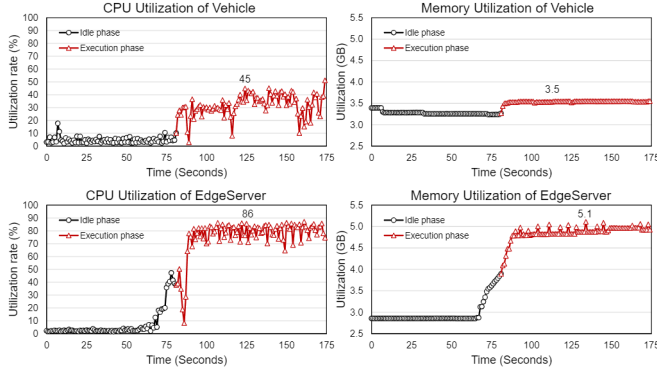 CPU Utilization of Vehicle
Utilization rate (%)
100
90
80
70
60
50
40
30
20
10
0
Idle phase
Execution phase
45
0 25 50 75 100 125 150 175
Time (Seconds)
Memory Utilization of Vehicle
Utilization (GB)
5.5
5.0
4.5
4.0
3.5
3.0
2.5
Idle phase
Execution phase
3.5
0 25 50 75 100 125 150 175
Time (Seconds)
CPU Utilization of EdgeServer
Utilization rate (%)
100
90
80
70
60
50
40
30
20
10
0
Idle phase
Execution phase
86
0 25 50 75 100 125 150 175
Time (Seconds)
Memory Utilization of EdgeServer
Utilization (GB)
5.5
5.0
4.5
4.0
3.5
3.0
2.5
Idle phase
Execution phase
5.1
0 25 50 75 100 125 150 175
Time (Seconds)